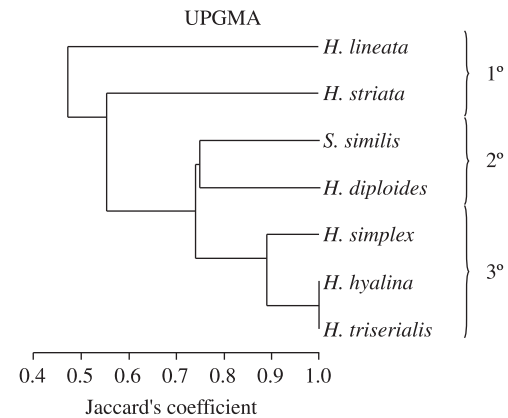 UPGMA
H. lineata
1º
H. striata
S. similis
2º
H. diploides
H. simplex
H. hyalina
3º
H. triserialis
0.4 0.5 0.6 0.7 0.8 0.9 1.0
Jaccard's coefficient